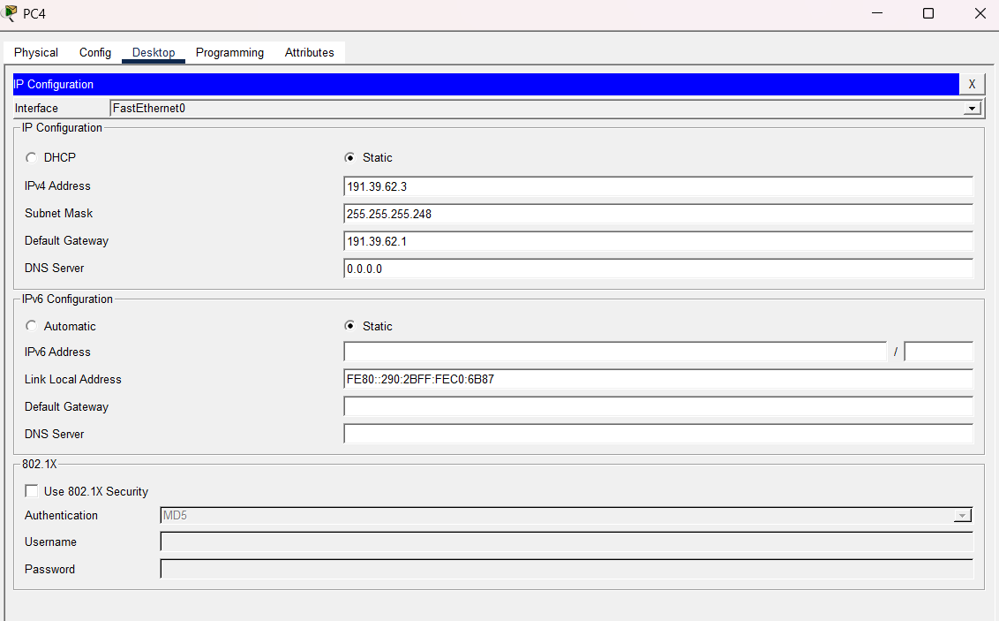 PC4
Physical Config Desktop Programming Attributes
IP Configuration X
Interface FastEthernet0
IP Configuration
DHCP Static
IPv4 Address 191.39.62.3
Subnet Mask 255.255.255.248
Default Gateway 191.39.62.1
DNS Server 0.0.0.0
IPv6 Configuration
Automatic Static
IPv6 Address /
Link Local Address FE80::290:2BFF:FEC0:6B87
Default Gateway
DNS Server
802.1X
Use 802.1X Security
Authentication MD5
Username
Password